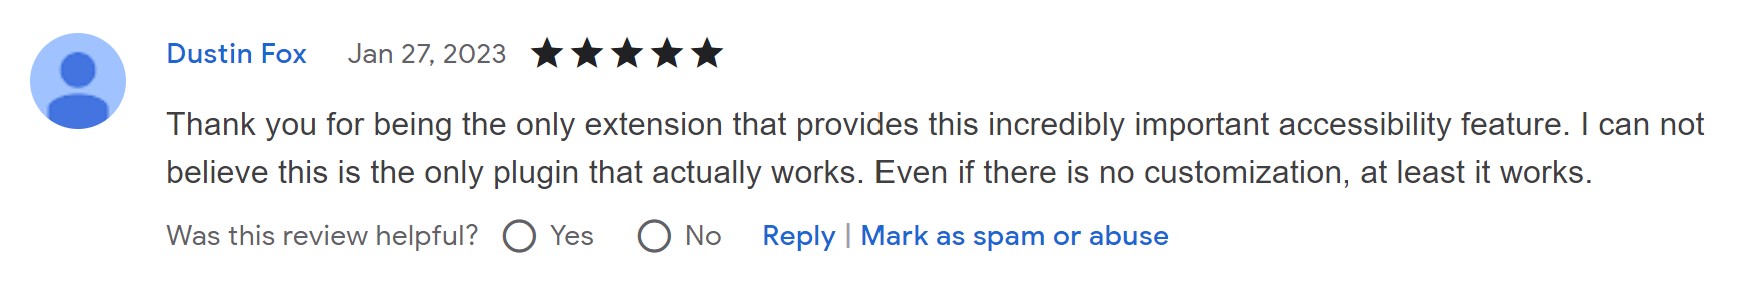 Dustin Fox Jan 27, 2023
Thank you for being the only extension that provides this incredibly important accessibility feature. I can not
believe this is the only plugin that actually works. Even if there is no customization, at least it works.
Was this review helpful? Yes No Reply | Mark as spam or abuse